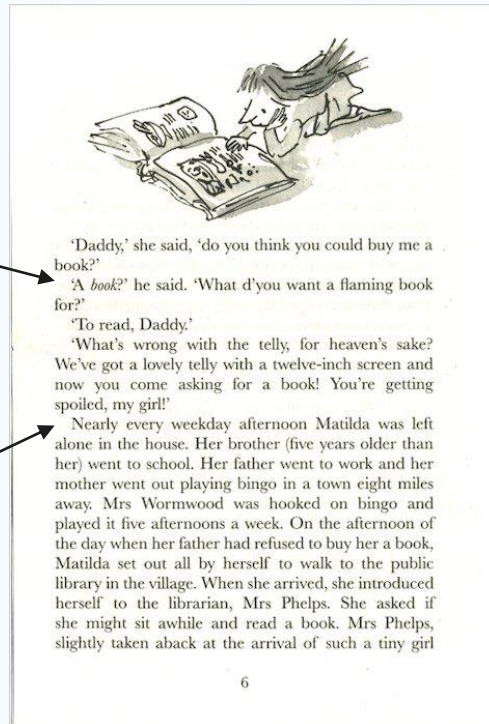 ‘Daddy,’ she said, ‘do you think you could buy me a
book?’
‘A book?’ he said. ‘What d’you want a flaming book
for?’
‘To read, Daddy.’
‘What’s wrong with the telly, for heaven’s sake?
We’ve got a lovely telly with a twelve-inch screen and
now you come asking for a book! You’re getting
spoiled, my girl!’
Nearly every weekday afternoon Matilda was left
alone in the house. Her brother (five years older than
her) went to school. Her father went to work and her
mother went out playing bingo in a town eight miles
away. Mrs Wormwood was hooked on bingo and
played it five afternoons a week. On the afternoon of
the day when her father had refused to buy her a book,
Matilda set out all by herself to walk to the public
library in the village. When she arrived, she introduced
herself to the librarian, Mrs Phelps. She asked if
she might sit awhile and read a book. Mrs Phelps,
slightly taken aback at the arrival of such a tiny girl
6